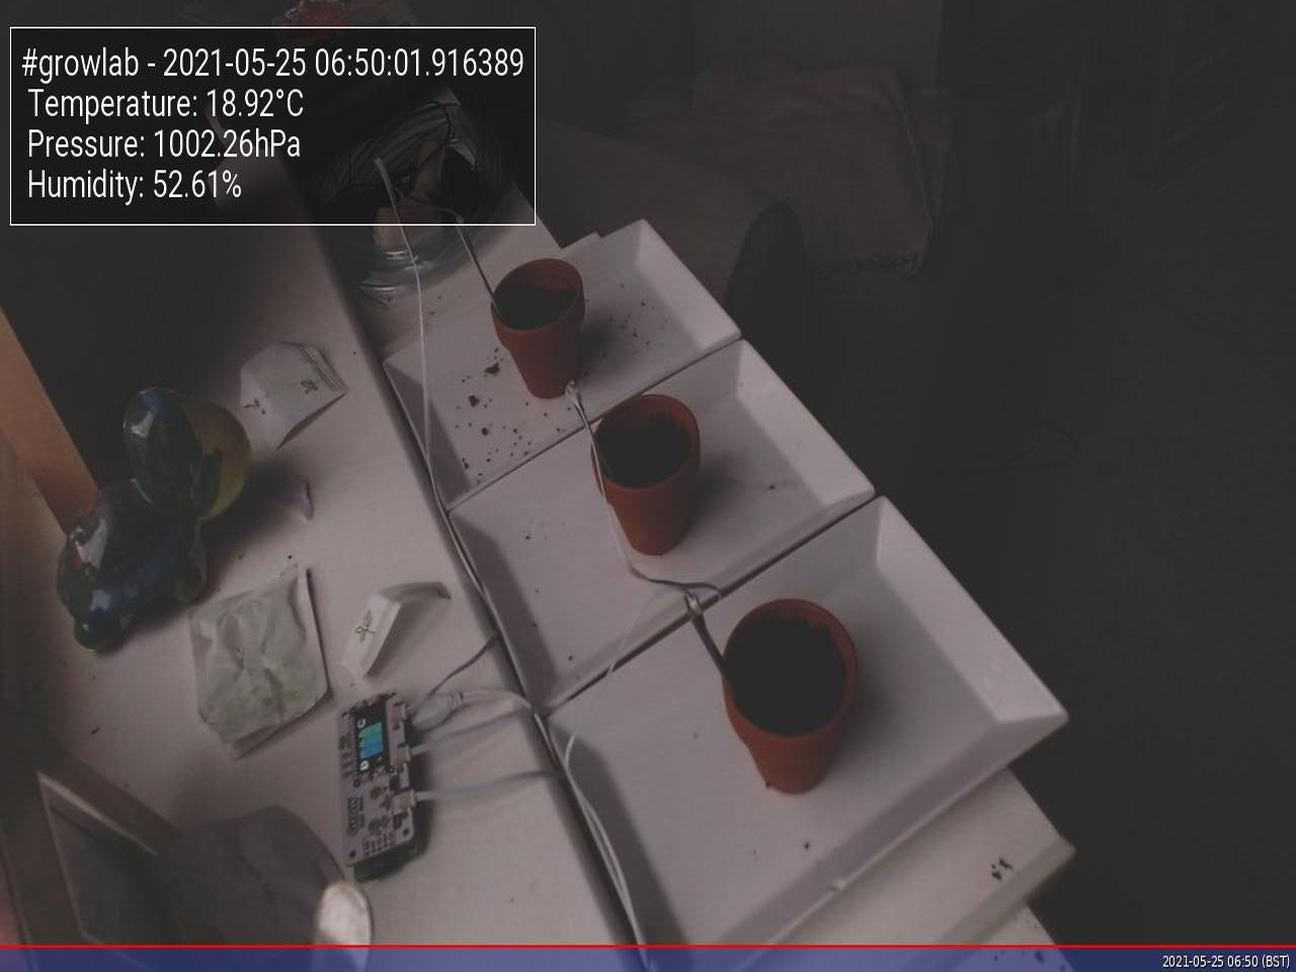 #growlab - 2021-05-25 06:50:01.916389
Temperature: 18.92°C
Pressure: 1002.26hPa
Humidity: 52.61%
2021-05-25 06:50 (BST)